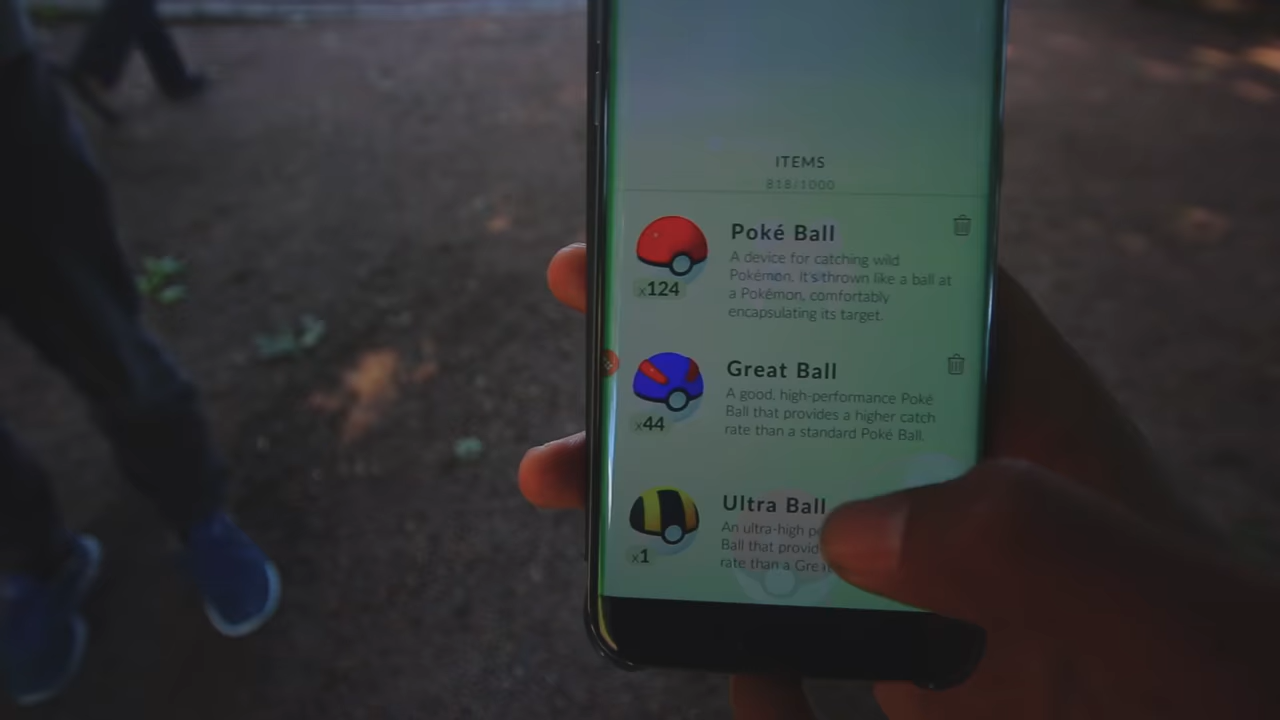 ITEMS
818/1000
Poké Ball
A device for catching wild
Pokémon. It's thrown like a ball at
a Pokémon, comfortably
encapsulating its target.
x124
Great Ball
A good, high-performance Poké
Ball that provides a higher catch
rate than a standard Poké Ball.
x44
Ultra Ball
An ultra-high
Ball that
rate than a
x1